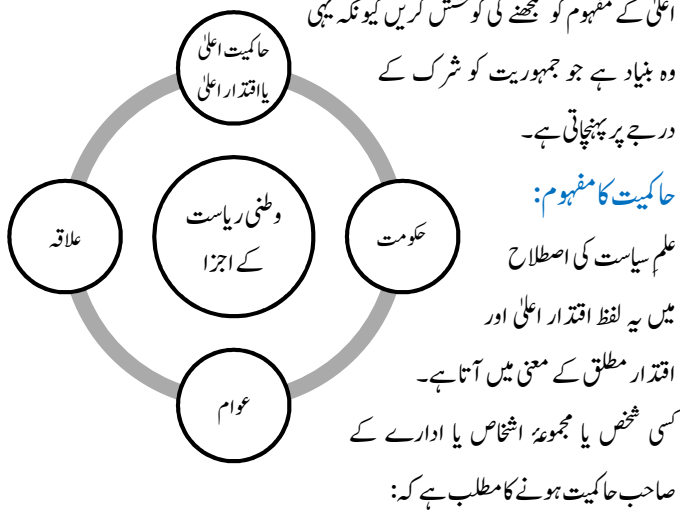 اعلیٰ کے مفہوم کو سمجھنے کی کوشش کریں کیونکہ یہی
وہ بنیاد ہے جو جمہوریت کو شرک کے
درجے پر پہنچاتی ہے۔
حاکمیت کا مفہوم:
علمِ سیاست کی اصطلاح
میں یہ لفظ اقتدار اعلیٰ اور
اقتدار مطلق کے معنی میں آتا ہے۔
کسی شخص یا مجموعۂ اشخاص یا ادارے کے
صاحب حاکمیت ہونے کا مطلب ہے کہ:
حاکمیت اعلیٰ
یا اقتدار اعلیٰ
حکومت
وطنی ریاست
کے اجزا
علاقہ
عوام